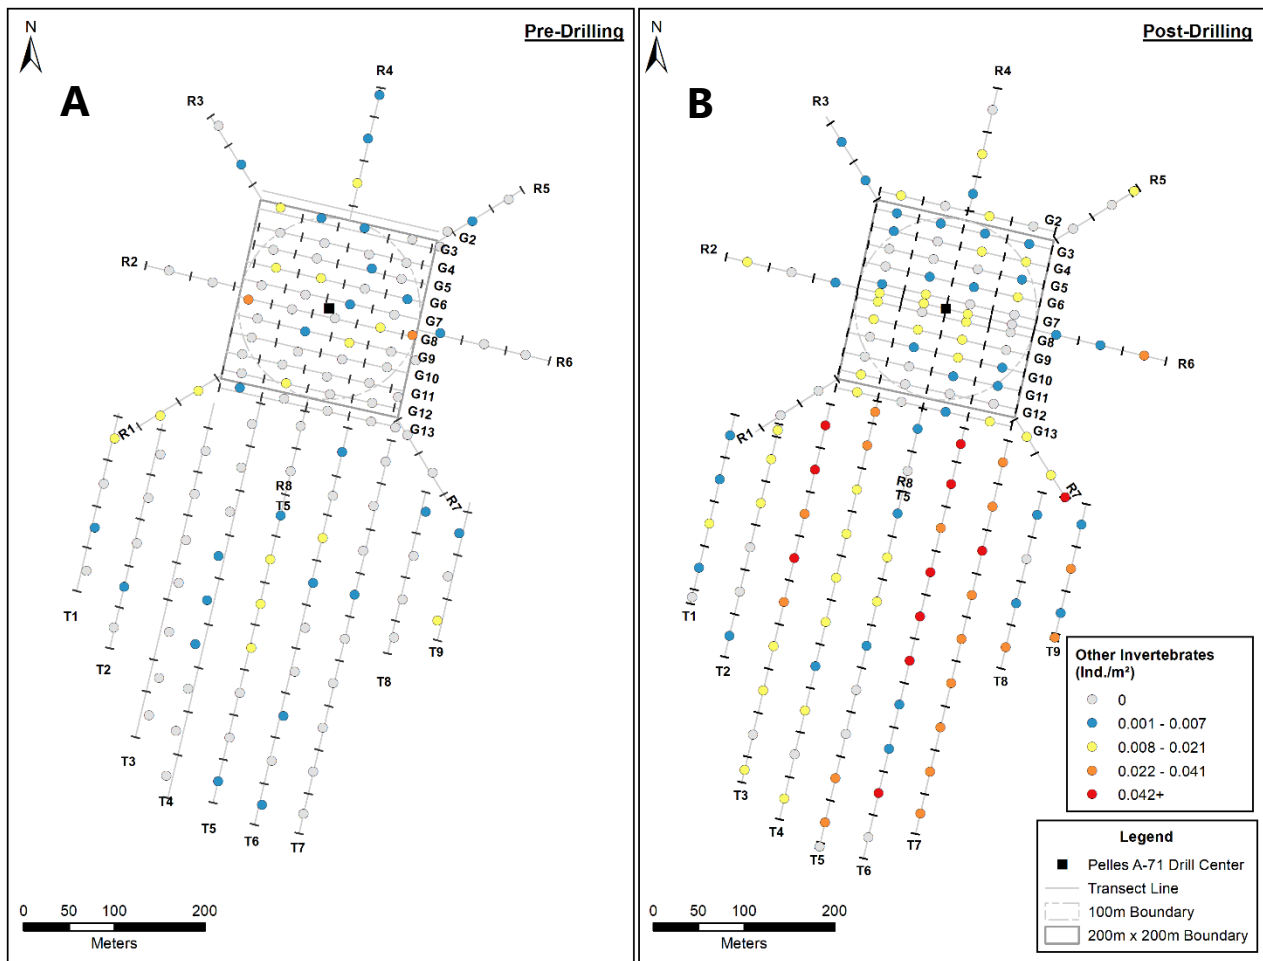 Pre-Drilling
N
A
R4
R3
R5
G2
G3
R2
G4
G5
G6
G7
G8
R6
G9
G10
G11
G12
R1
G13
R8
T5
R7
T1
T2
T9
T8
T3
T4
T5
T6
T7
0 50 100 200
Meters
Post-Drilling
N
B
R4
R3
R5
G2
G3
R2
G4
G5
G6
G7
G8
R6
G9
G10
G11
G12
R1
G13
R8
T5
R7
T1
T2
T9
T8
T3
T4
T5
T6
T7
0 50 100 200
Meters
Other Invertebrates
(Ind./m²)
0
0.001 - 0.007
0.008 - 0.021
0.022 - 0.041
0.042+
Legend
Pelles A-71 Drill Center
Transect Line
100m Boundary
200m x 200m Boundary